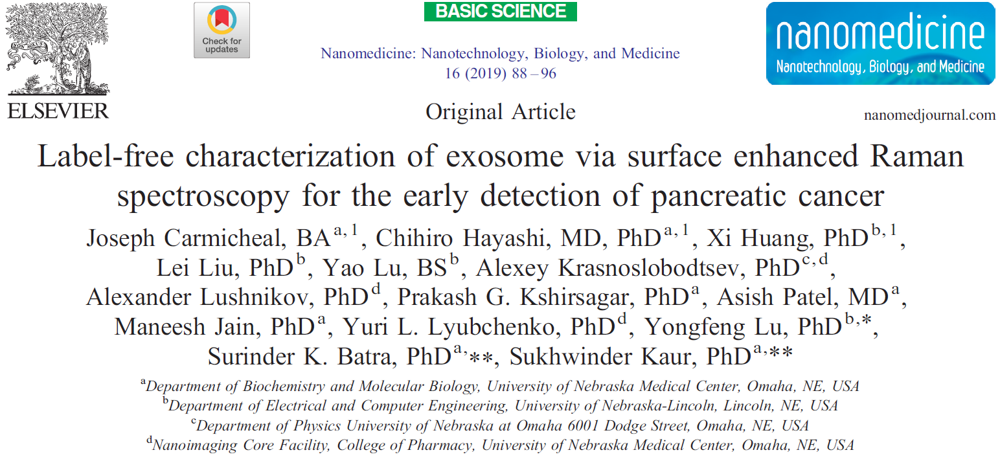 BASIC SCIENCE
NON SOLUS
ELSEVIER
Check for
updates
Nanomedicine: Nanotechnology, Biology, and Medicine
16 (2019) 88–96
nanomedicine
Nanotechnology, Biology, and Medicine
Original Article
nanomedjournal.com
Label-free characterization of exosome via surface enhanced Raman
spectroscopy for the early detection of pancreatic cancer
Joseph Carmicheal, BA a, 1, Chihiro Hayashi, MD, PhD a, 1, Xi Huang, PhD b, 1,
Lei Liu, PhD b, Yao Lu, BS b, Alexey Krasnoslobodtsev, PhD c, d,
Alexander Lushnikov, PhD d, Prakash G. Kshirsagar, PhD a, Asish Patel, MD a,
Maneesh Jain, PhD a, Yuri L. Lyubchenko, PhD d, Yongfeng Lu, PhD b,*,
Surinder K. Batra, PhD a,**, Sukhwinder Kaur, PhD a,**
a Department of Biochemistry and Molecular Biology, University of Nebraska Medical Center, Omaha, NE, USA
b Department of Electrical and Computer Engineering, University of Nebraska-Lincoln, Lincoln, NE, USA
c Department of Physics University of Nebraska at Omaha 6001 Dodge Street, Omaha, NE, USA
d Nanoimaging Core Facility, College of Pharmacy, University of Nebraska Medical Center, Omaha, NE, USA